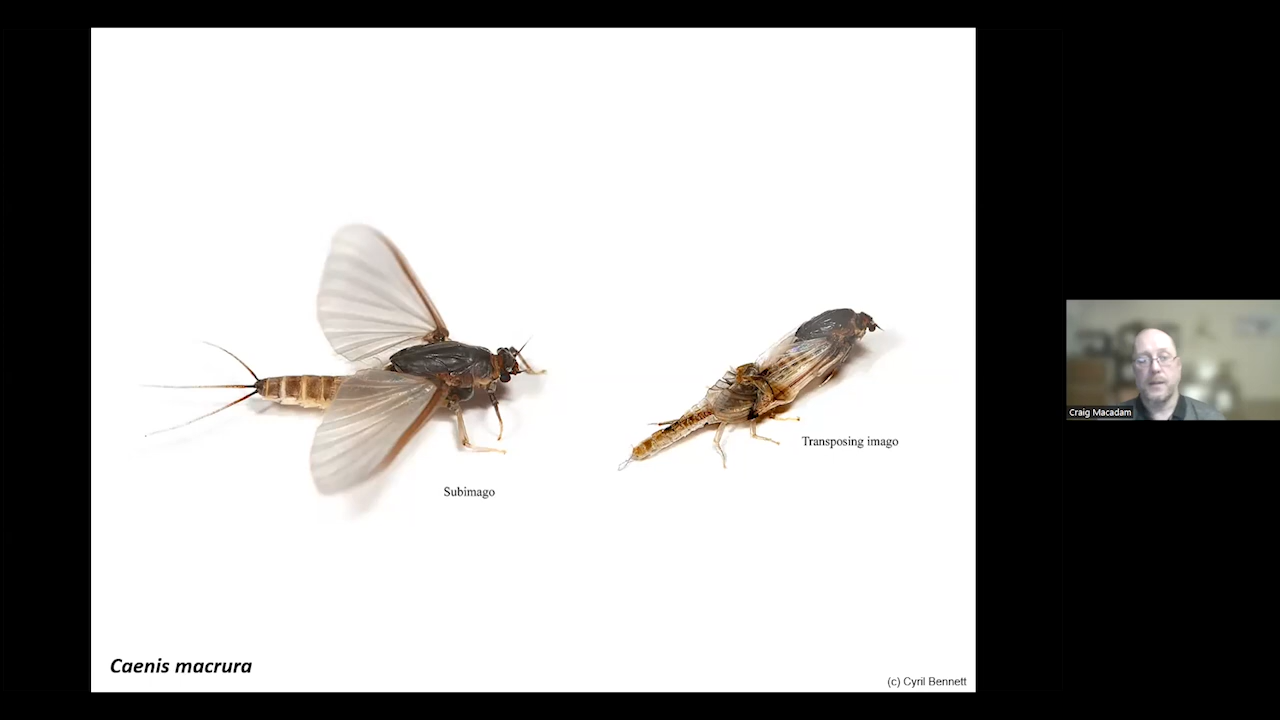 Transposing imago
Subimago
Caenis macrura
(c) Cyril Bennett
Craig Macadam